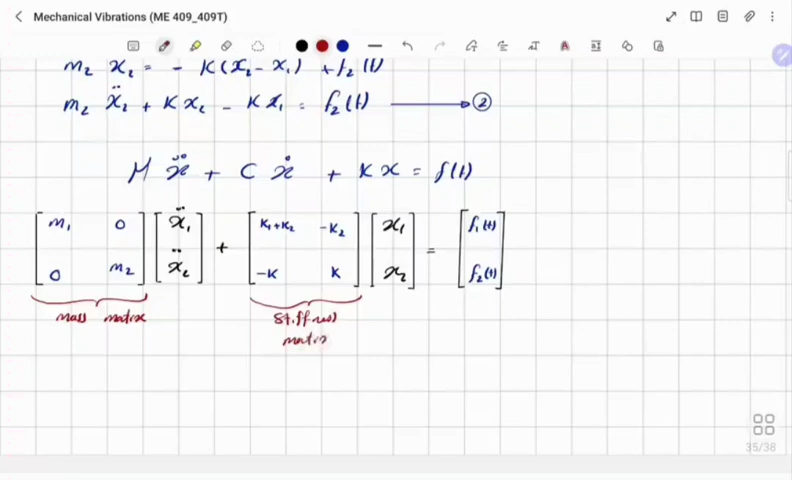 Mechanical Vibrations (ME 409_409T)
m₂ ẍ₂ = - K(x₂ - x₁) + f₂(t)
m₂ ẍ₂ + K x₂ - K x₁ = f₂(t) → ②
M ẍ + C ẋ + K x = f(t)
[m₁ 0] [ẍ₁] + [K₁+K₂ -K₂] [x₁] = [f₁(t)]
[0 m₂] [ẍ₂] [-K K] [x₂] [f₂(t)]
mass matrix stiffness
matrix
35/38